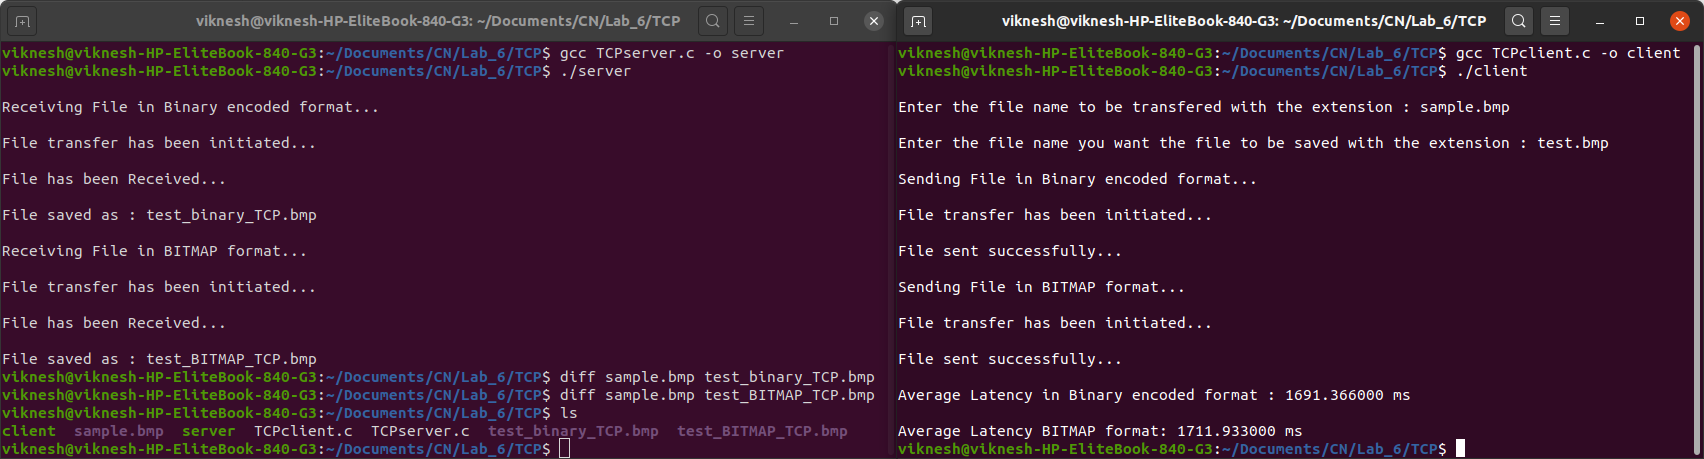 viknesh@viknesh-HP-EliteBook-840-G3: ~/Documents/CN/Lab_6/TCP
viknesh@viknesh-HP-EliteBook-840-G3:~/Documents/CN/Lab_6/TCP$ gcc TCPserver.c -o server
viknesh@viknesh-HP-EliteBook-840-G3:~/Documents/CN/Lab_6/TCP$ ./server
Receiving File in Binary encoded format...
File transfer has been initiated...
File has been Received...
File saved as : test_binary_TCP.bmp
Receiving File in BITMAP format...
File transfer has been initiated...
File has been Received...
File saved as : test_BITMAP_TCP.bmp
viknesh@viknesh-HP-EliteBook-840-G3:~/Documents/CN/Lab_6/TCP$ diff sample.bmp test_binary_TCP.bmp
viknesh@viknesh-HP-EliteBook-840-G3:~/Documents/CN/Lab_6/TCP$ diff sample.bmp test_BITMAP_TCP.bmp
viknesh@viknesh-HP-EliteBook-840-G3:~/Documents/CN/Lab_6/TCP$ ls
client  sample.bmp  server  TCPclient.c  TCPserver.c  test_binary_TCP.bmp  test_BITMAP_TCP.bmp
viknesh@viknesh-HP-EliteBook-840-G3:~/Documents/CN/Lab_6/TCP$
viknesh@viknesh-HP-EliteBook-840-G3: ~/Documents/CN/Lab_6/TCP
viknesh@viknesh-HP-EliteBook-840-G3:~/Documents/CN/Lab_6/TCP$ gcc TCPclient.c -o client
viknesh@viknesh-HP-EliteBook-840-G3:~/Documents/CN/Lab_6/TCP$ ./client
Enter the file name to be transfered with the extension : sample.bmp
Enter the file name you want the file to be saved with the extension : test.bmp
Sending File in Binary encoded format...
File transfer has been initiated...
File sent successfully...
Sending File in BITMAP format...
File transfer has been initiated...
File sent successfully...
Average Latency in Binary encoded format : 1691.366000 ms
Average Latency BITMAP format: 1711.933000 ms
viknesh@viknesh-HP-EliteBook-840-G3:~/Documents/CN/Lab_6/TCP$